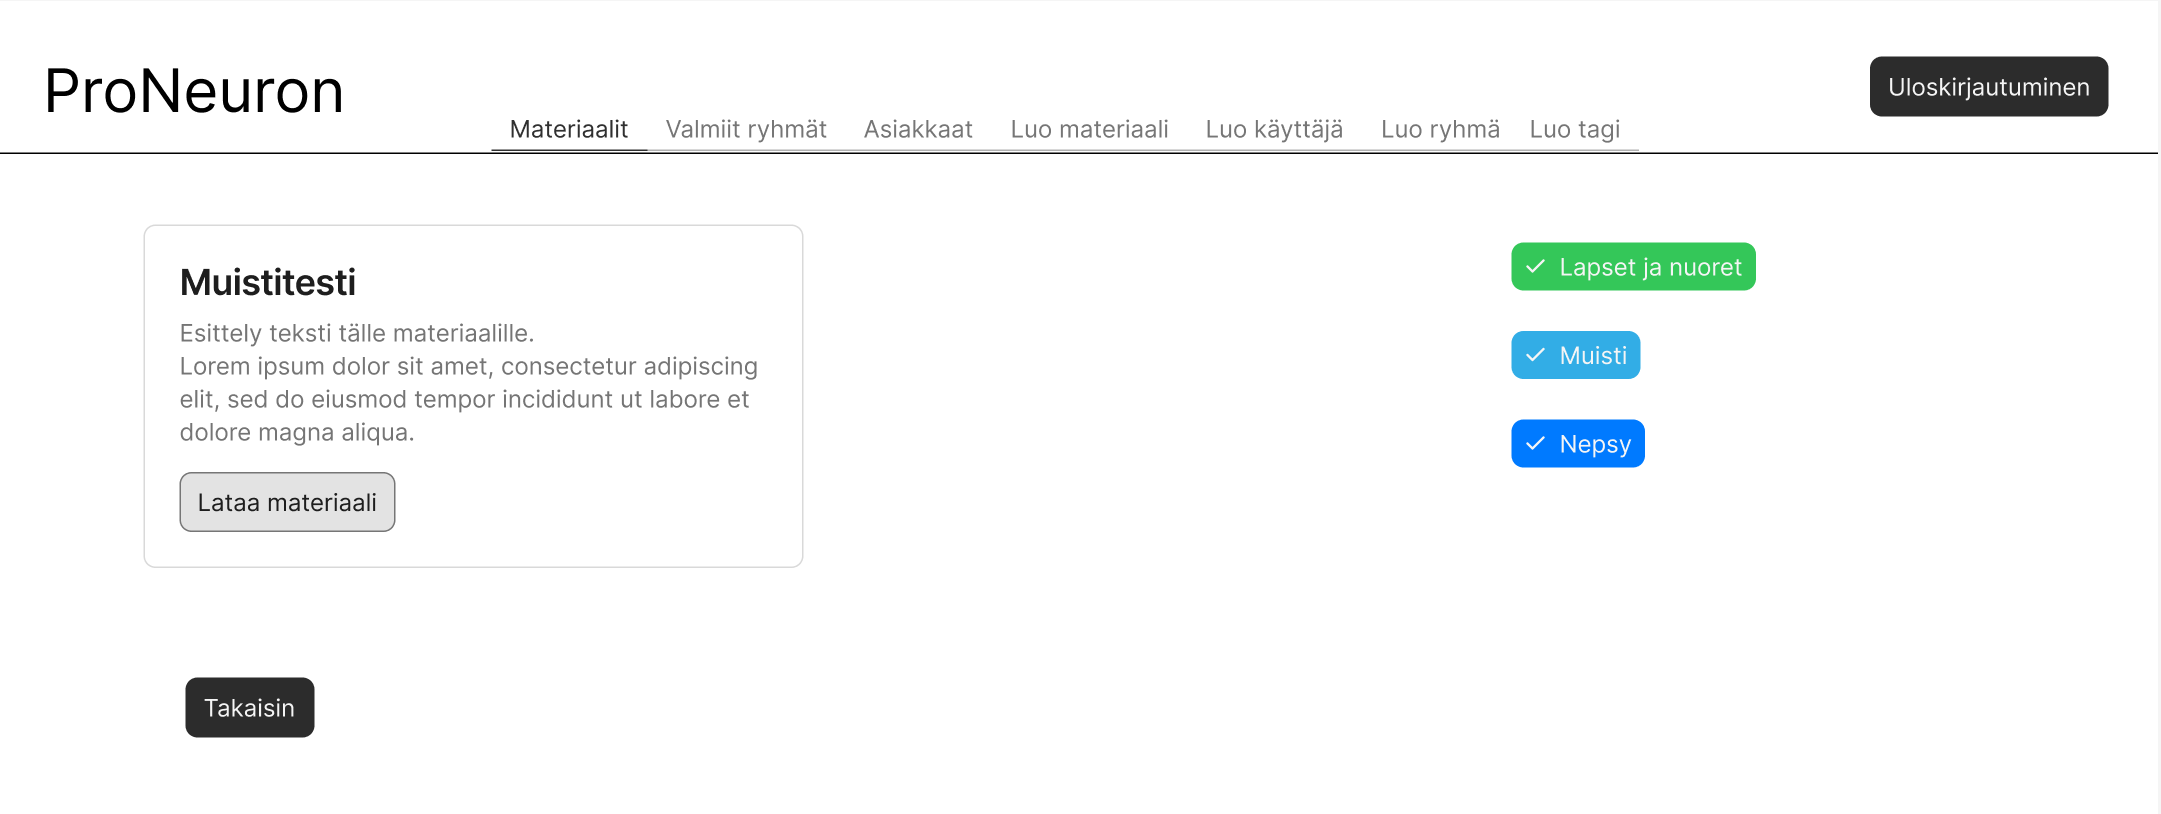 ProNeuron
Materiaalit
Valmiit ryhmät
Asiakkaat
Luo materiaali
Luo käyttäjä
Luo ryhmä
Luo tagi
Uloskirjautuminen
Muistitesti
Esittely teksti tälle materiaalille.
Lorem ipsum dolor sit amet, consectetur adipiscing
elit, sed do eiusmod tempor incididunt ut labore et
dolore magna aliqua.
Lataa materiaali
Lapset ja nuoret
Muisti
Nepsy
Takaisin